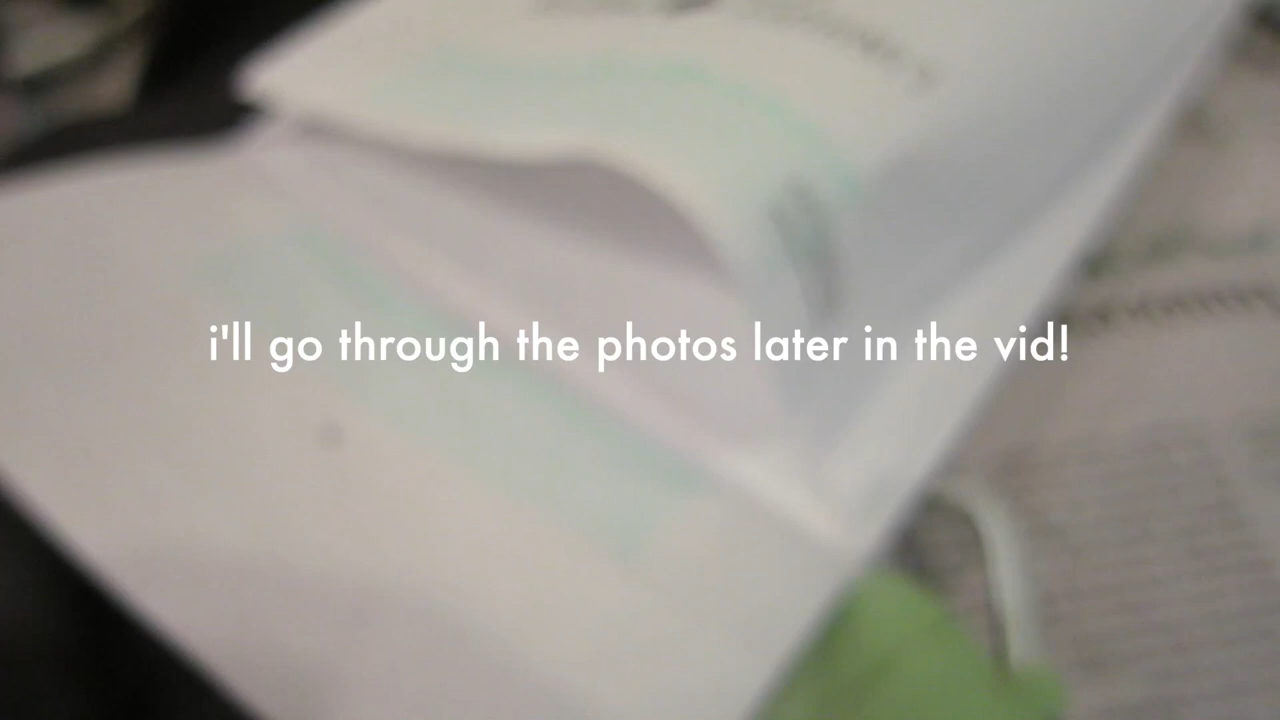 i'll go through the photos later in the vid!